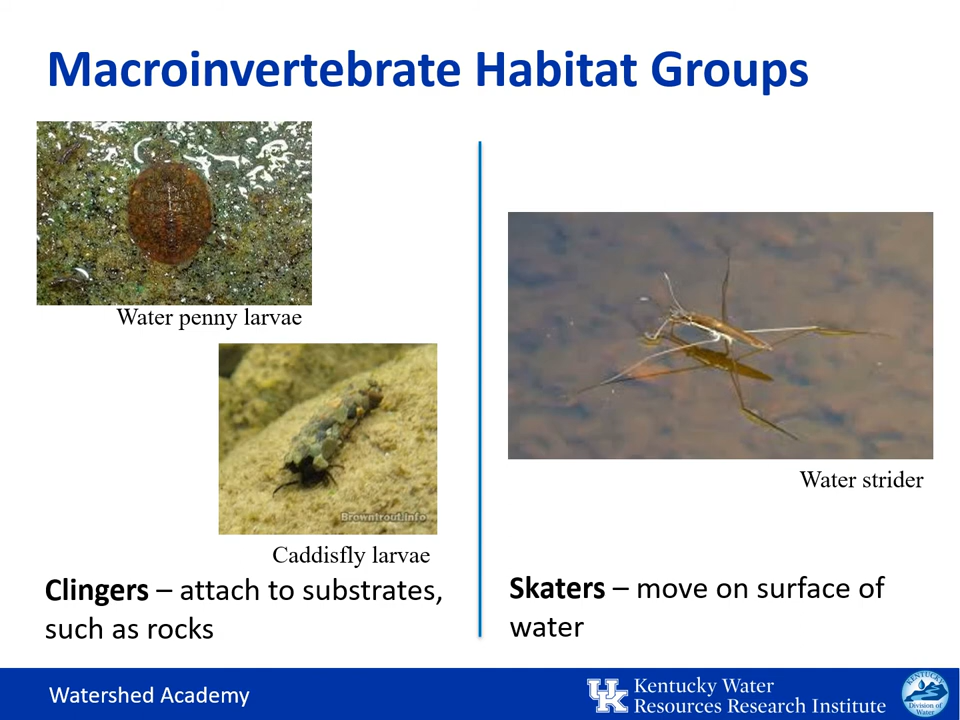 Macroinvertebrate Habitat Groups
Water penny larvae
Browntrout.info
Caddisfly larvae
Clingers – attach to substrates,
such as rocks
Water strider
Skaters – move on surface of
water
Watershed Academy
UK
Kentucky Water
Resources Research Institute
KENTUCKY
Division of
Water